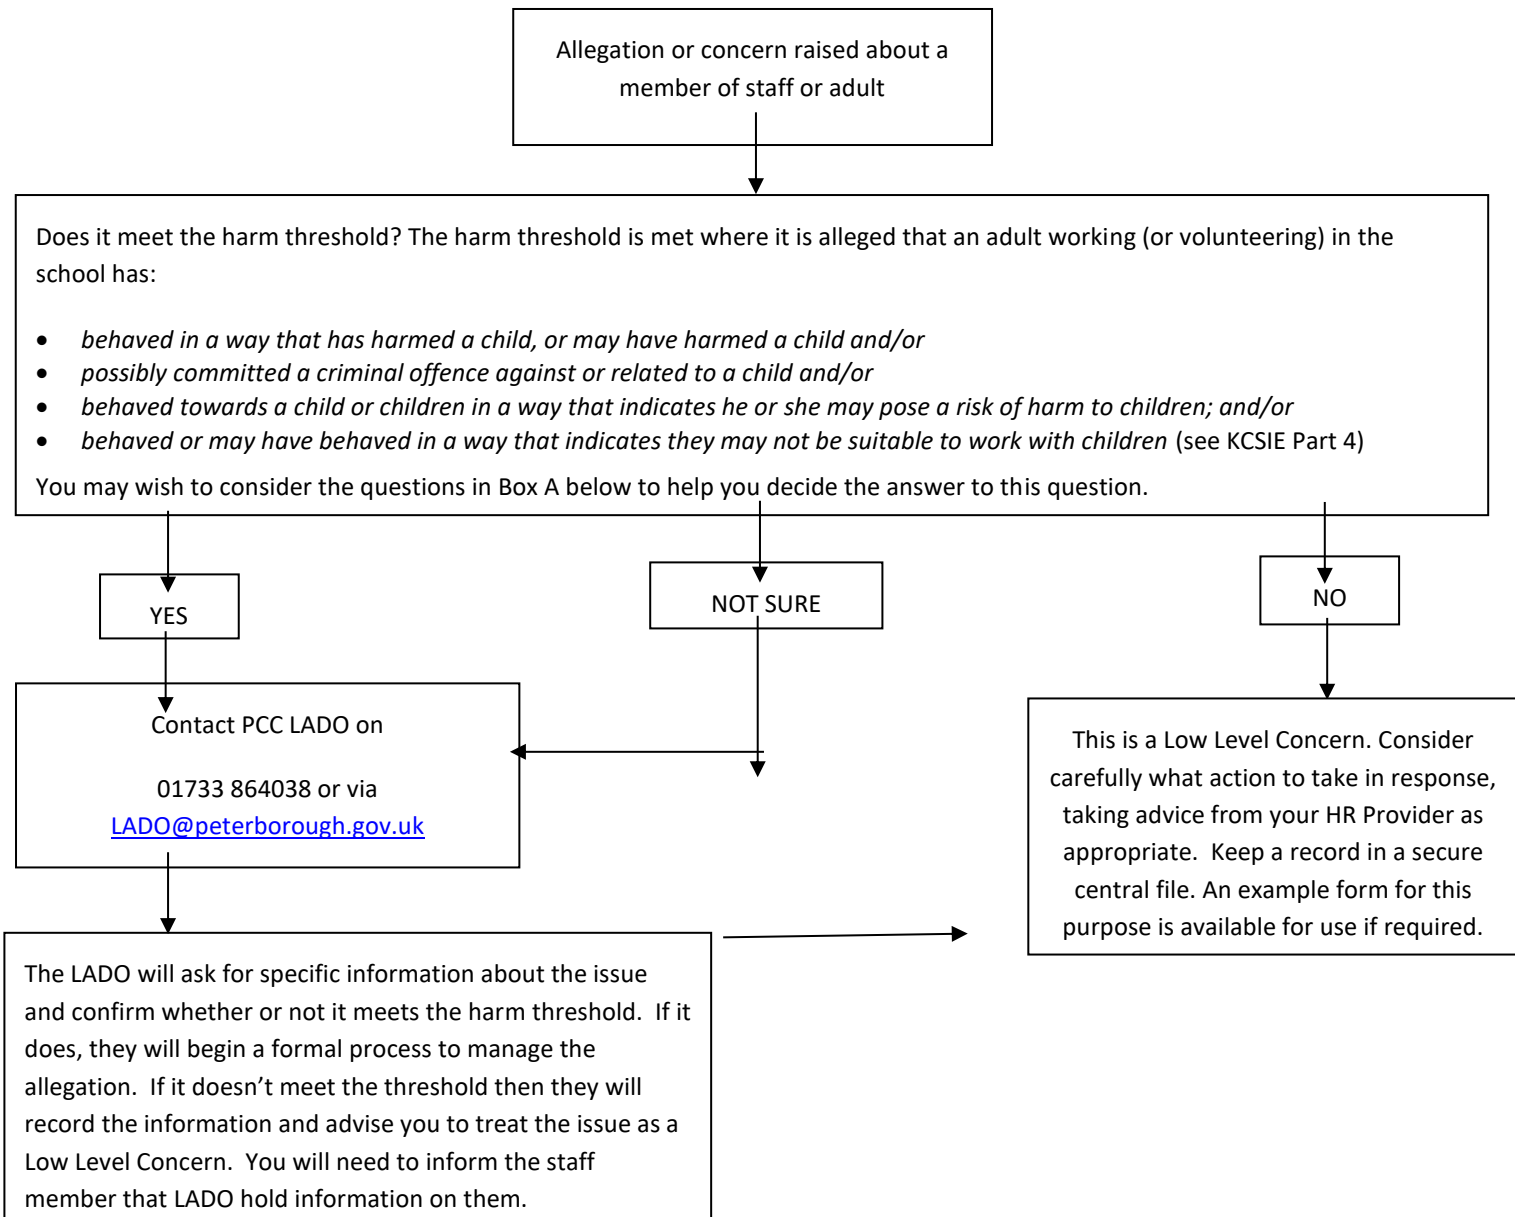 Allegation or concern raised about a
member of staff or adult
Does it meet the harm threshold? The harm threshold is met where it is alleged that an adult working (or volunteering) in the
school has:
• behaved in a way that has harmed a child, or may have harmed a child and/or
• possibly committed a criminal offence against or related to a child and/or
• behaved towards a child or children in a way that indicates he or she may pose a risk of harm to children; and/or
• behaved or may have behaved in a way that indicates they may not be suitable to work with children (see KCSIE Part 4)
You may wish to consider the questions in Box A below to help you decide the answer to this question.
YES
NOT SURE
NO
Contact PCC LADO on
01733 864038 or via
LADO@peterborough.gov.uk
This is a Low Level Concern. Consider
carefully what action to take in response,
taking advice from your HR Provider as
appropriate.  Keep a record in a secure
central file. An example form for this
purpose is available for use if required.
The LADO will ask for specific information about the issue
and confirm whether or not it meets the harm threshold.  If it
does, they will begin a formal process to manage the
allegation.  If it doesn’t meet the threshold then they will
record the information and advise you to treat the issue as a
Low Level Concern.  You will need to inform the staff
member that LADO hold information on them.